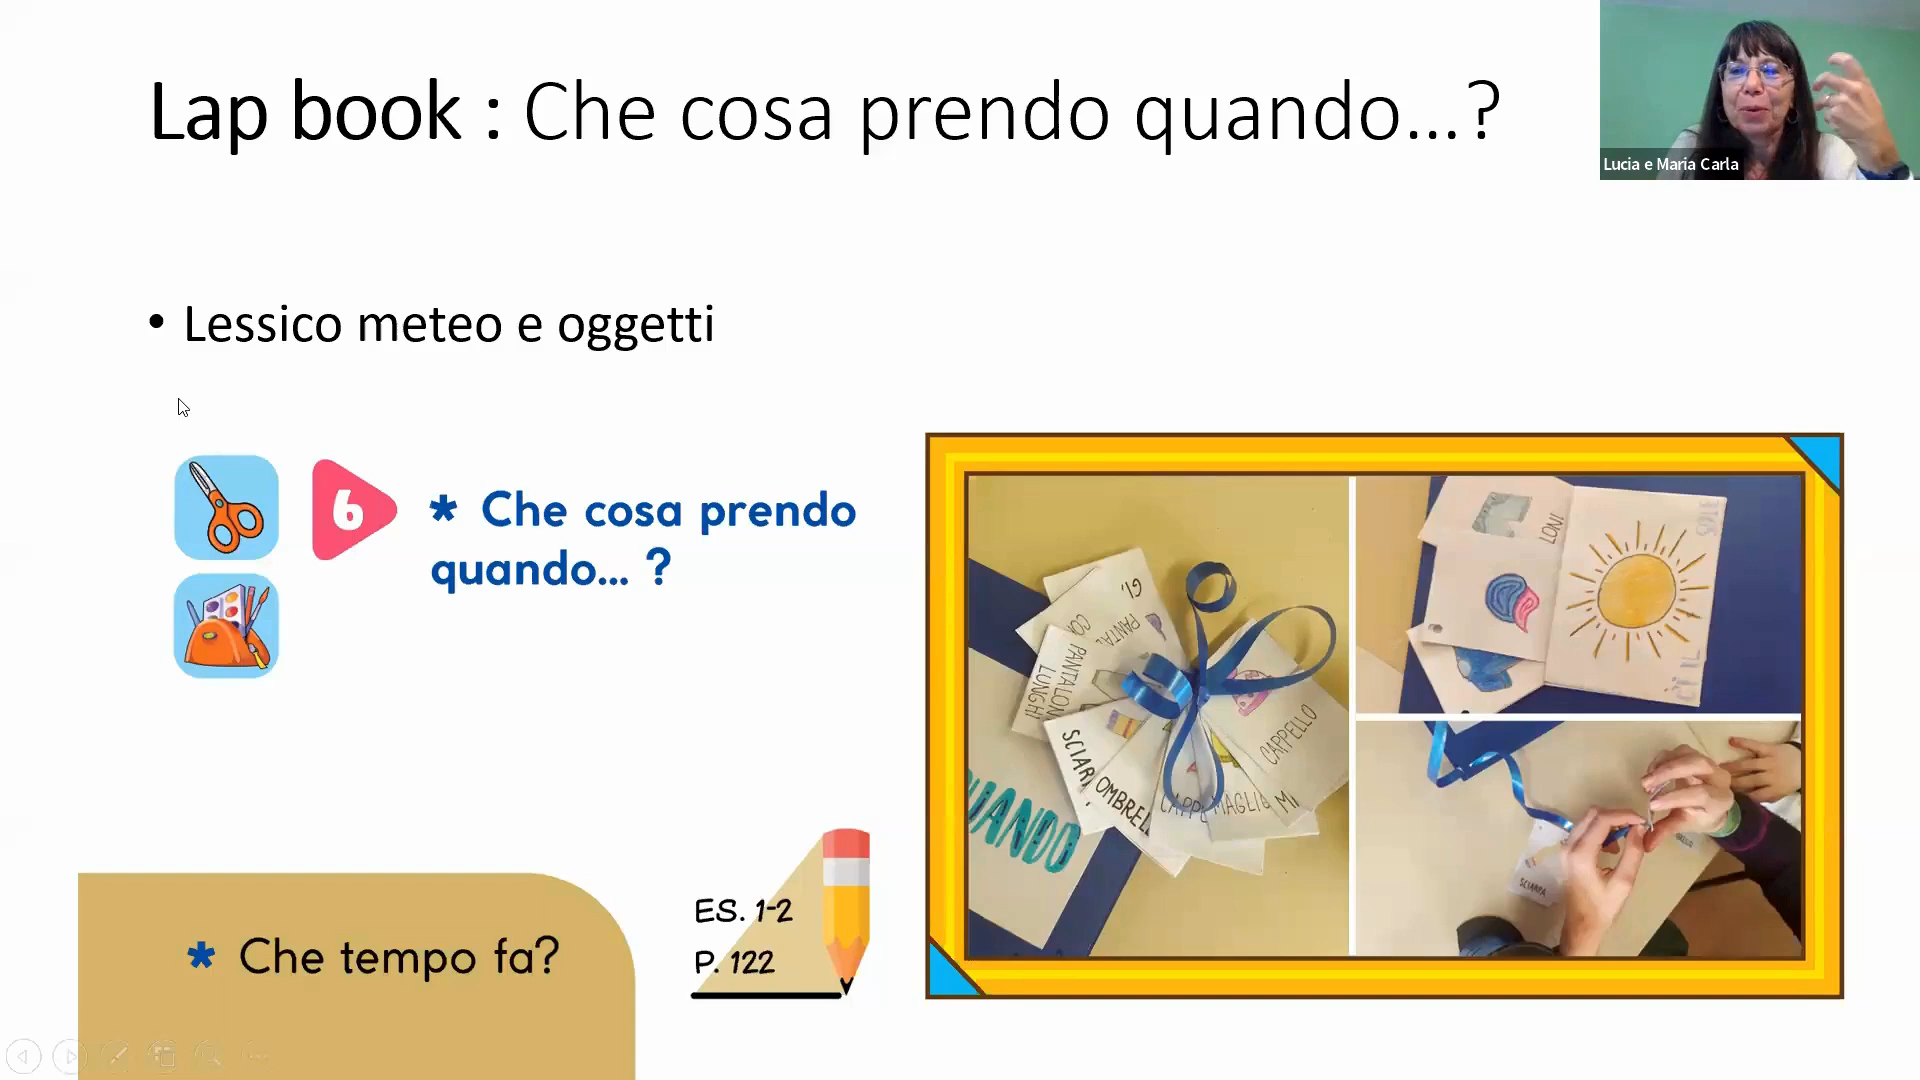 Lap book : Che cosa prendo quando...?
Lucia e Maria Carla
• Lessico meteo e oggetti
6
* Che cosa prendo
quando... ?
* Che tempo fa?
ES. 1-2
P. 122
PANTALONI
LUNGHI
CAPPELLO
LONI
SOLE
SCIARPA